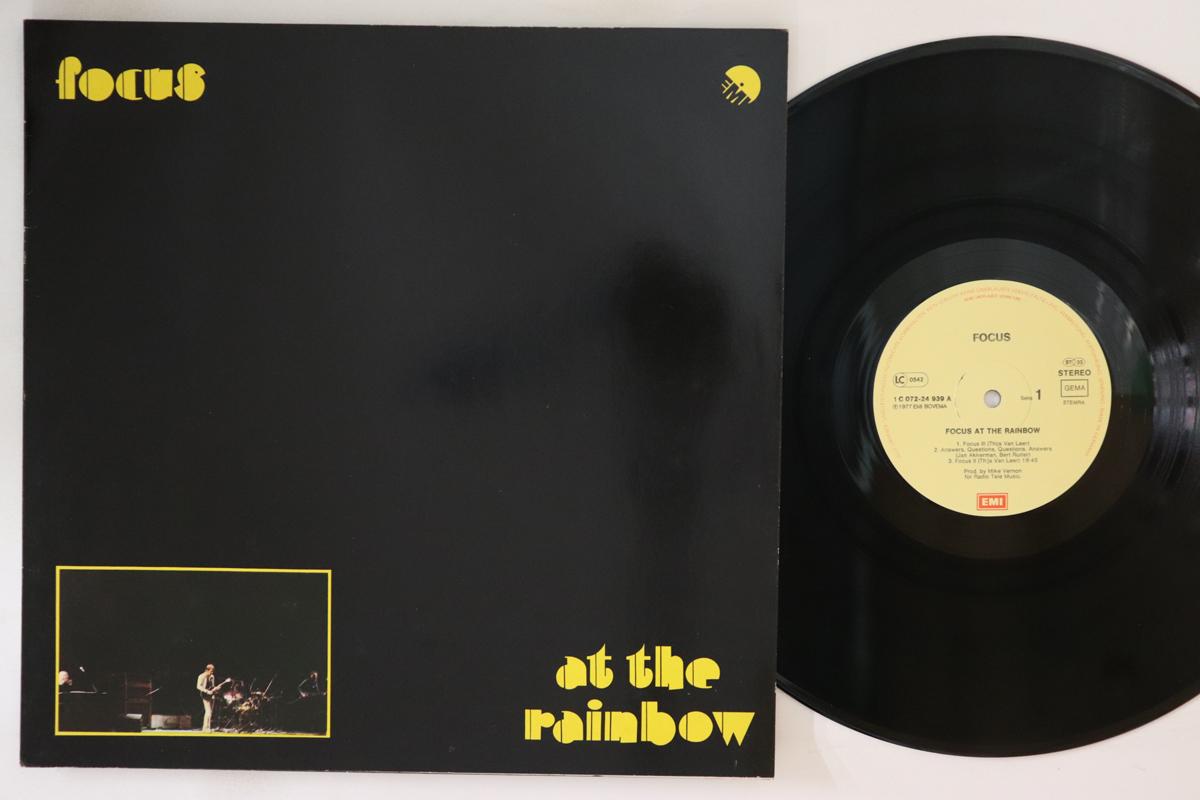 focus
EMI
at the
rainbow
FOCUS
LC 0542
1 C 072-24 939 A
℗ 1977 EMI BOVEMA
Seite 1
STEREO
GEMA
STEMRA
FOCUS AT THE RAINBOW
1. Focus III (Thijs Van Leer)
2. Answers, Questions, Questions, Answers
(Jan Akkerman, Bert Ruiter)
3. Focus II (Thijs Van Leer) 19:45
Prod. by Mike Vernon
for Radio Tele Music.
EMI